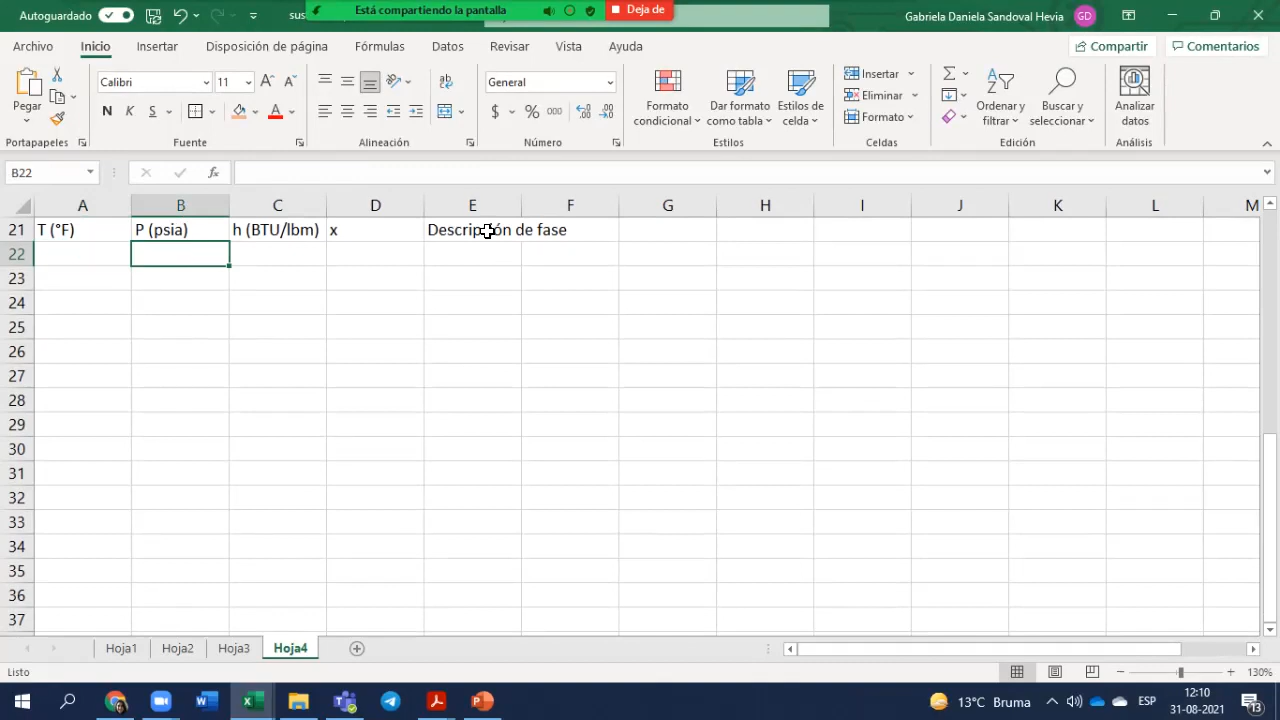 Autoguardado
sus
Está compartiendo la pantalla
Deja de
Gabriela Daniela Sandoval Hevia
GD
Archivo
Inicio
Insertar
Disposición de página
Fórmulas
Datos
Revisar
Vista
Ayuda
Compartir
Comentarios
Pegar
Calibri
11
N K S
General
$ % 000
Formato condicional
Dar formato como tabla
Estilos de celda
Insertar
Eliminar
Formato
Ordenar y filtrar
Buscar y seleccionar
Analizar datos
Portapapeles
Fuente
Alineación
Número
Estilos
Celdas
Edición
Análisis
B22
fx
A B C D E F G H I J K L M
21 T (°F) P (psia) h (BTU/lbm) x Descripción de fase
22
23
24
25
26
27
28
29
30
31
32
33
34
35
36
37
Hoja1 Hoja2 Hoja3 Hoja4
Listo
130%
13°C Bruma
ESP
12:10
31-08-2021
13